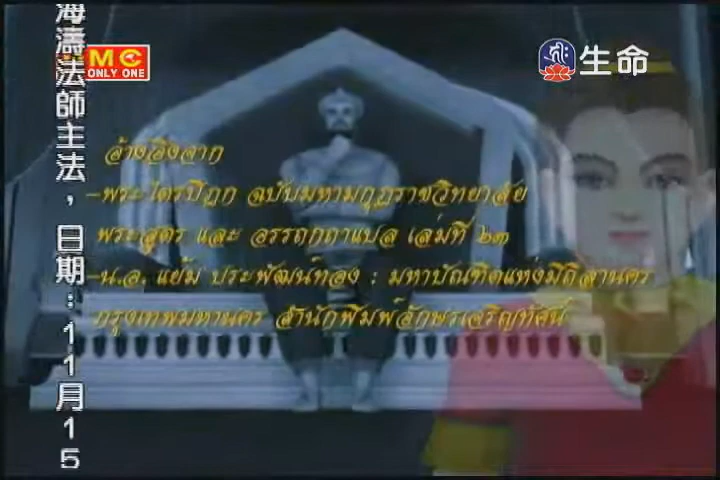 海濤法師主法，日期：11月15
MC
ONLY ONE
生命
อ้างอิงจาก
-พระไตรปิฎก ฉบับมหามกุฏราชวิทยาลัย
พระสูตร และ อรรถกถาแปล เล่มที่ ๒๓
-น.อ. แย้ม ประพัฒน์ทอง : มหาบัณฑิตแห่งมิถิลานคร
กรุงเทพมหานคร สำนักพิมพ์อักษรเจริญทัศน์